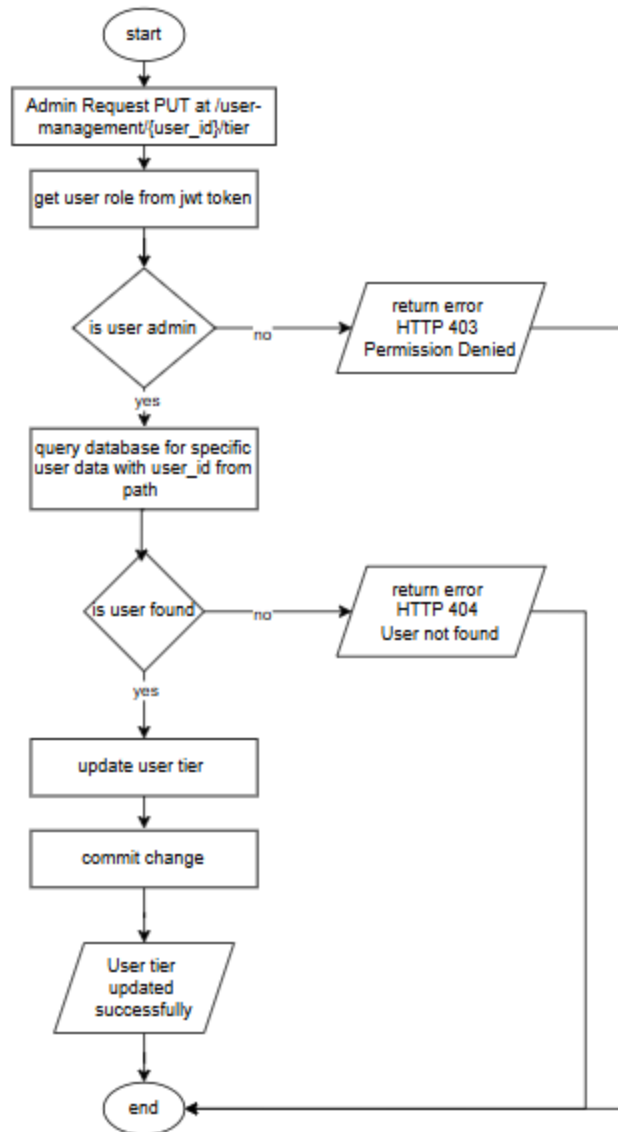 start
Admin Request PUT at /user-
management/{user_id}/tier
get user role from jwt token
is user admin
no
return error
HTTP 403
Permission Denied
yes
query database for specific
user data with user_id from
path
is user found
no
return error
HTTP 404
User not found
yes
update user tier
commit change
User tier
updated
successfully
end